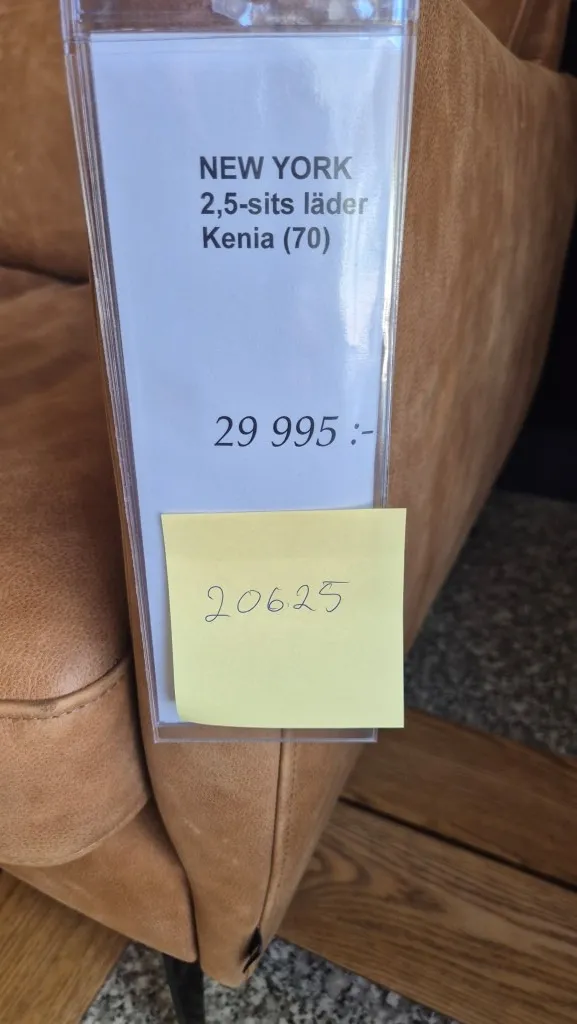 NEW YORK
2,5-sits läder
Kenia (70)
29 995 :-
20625